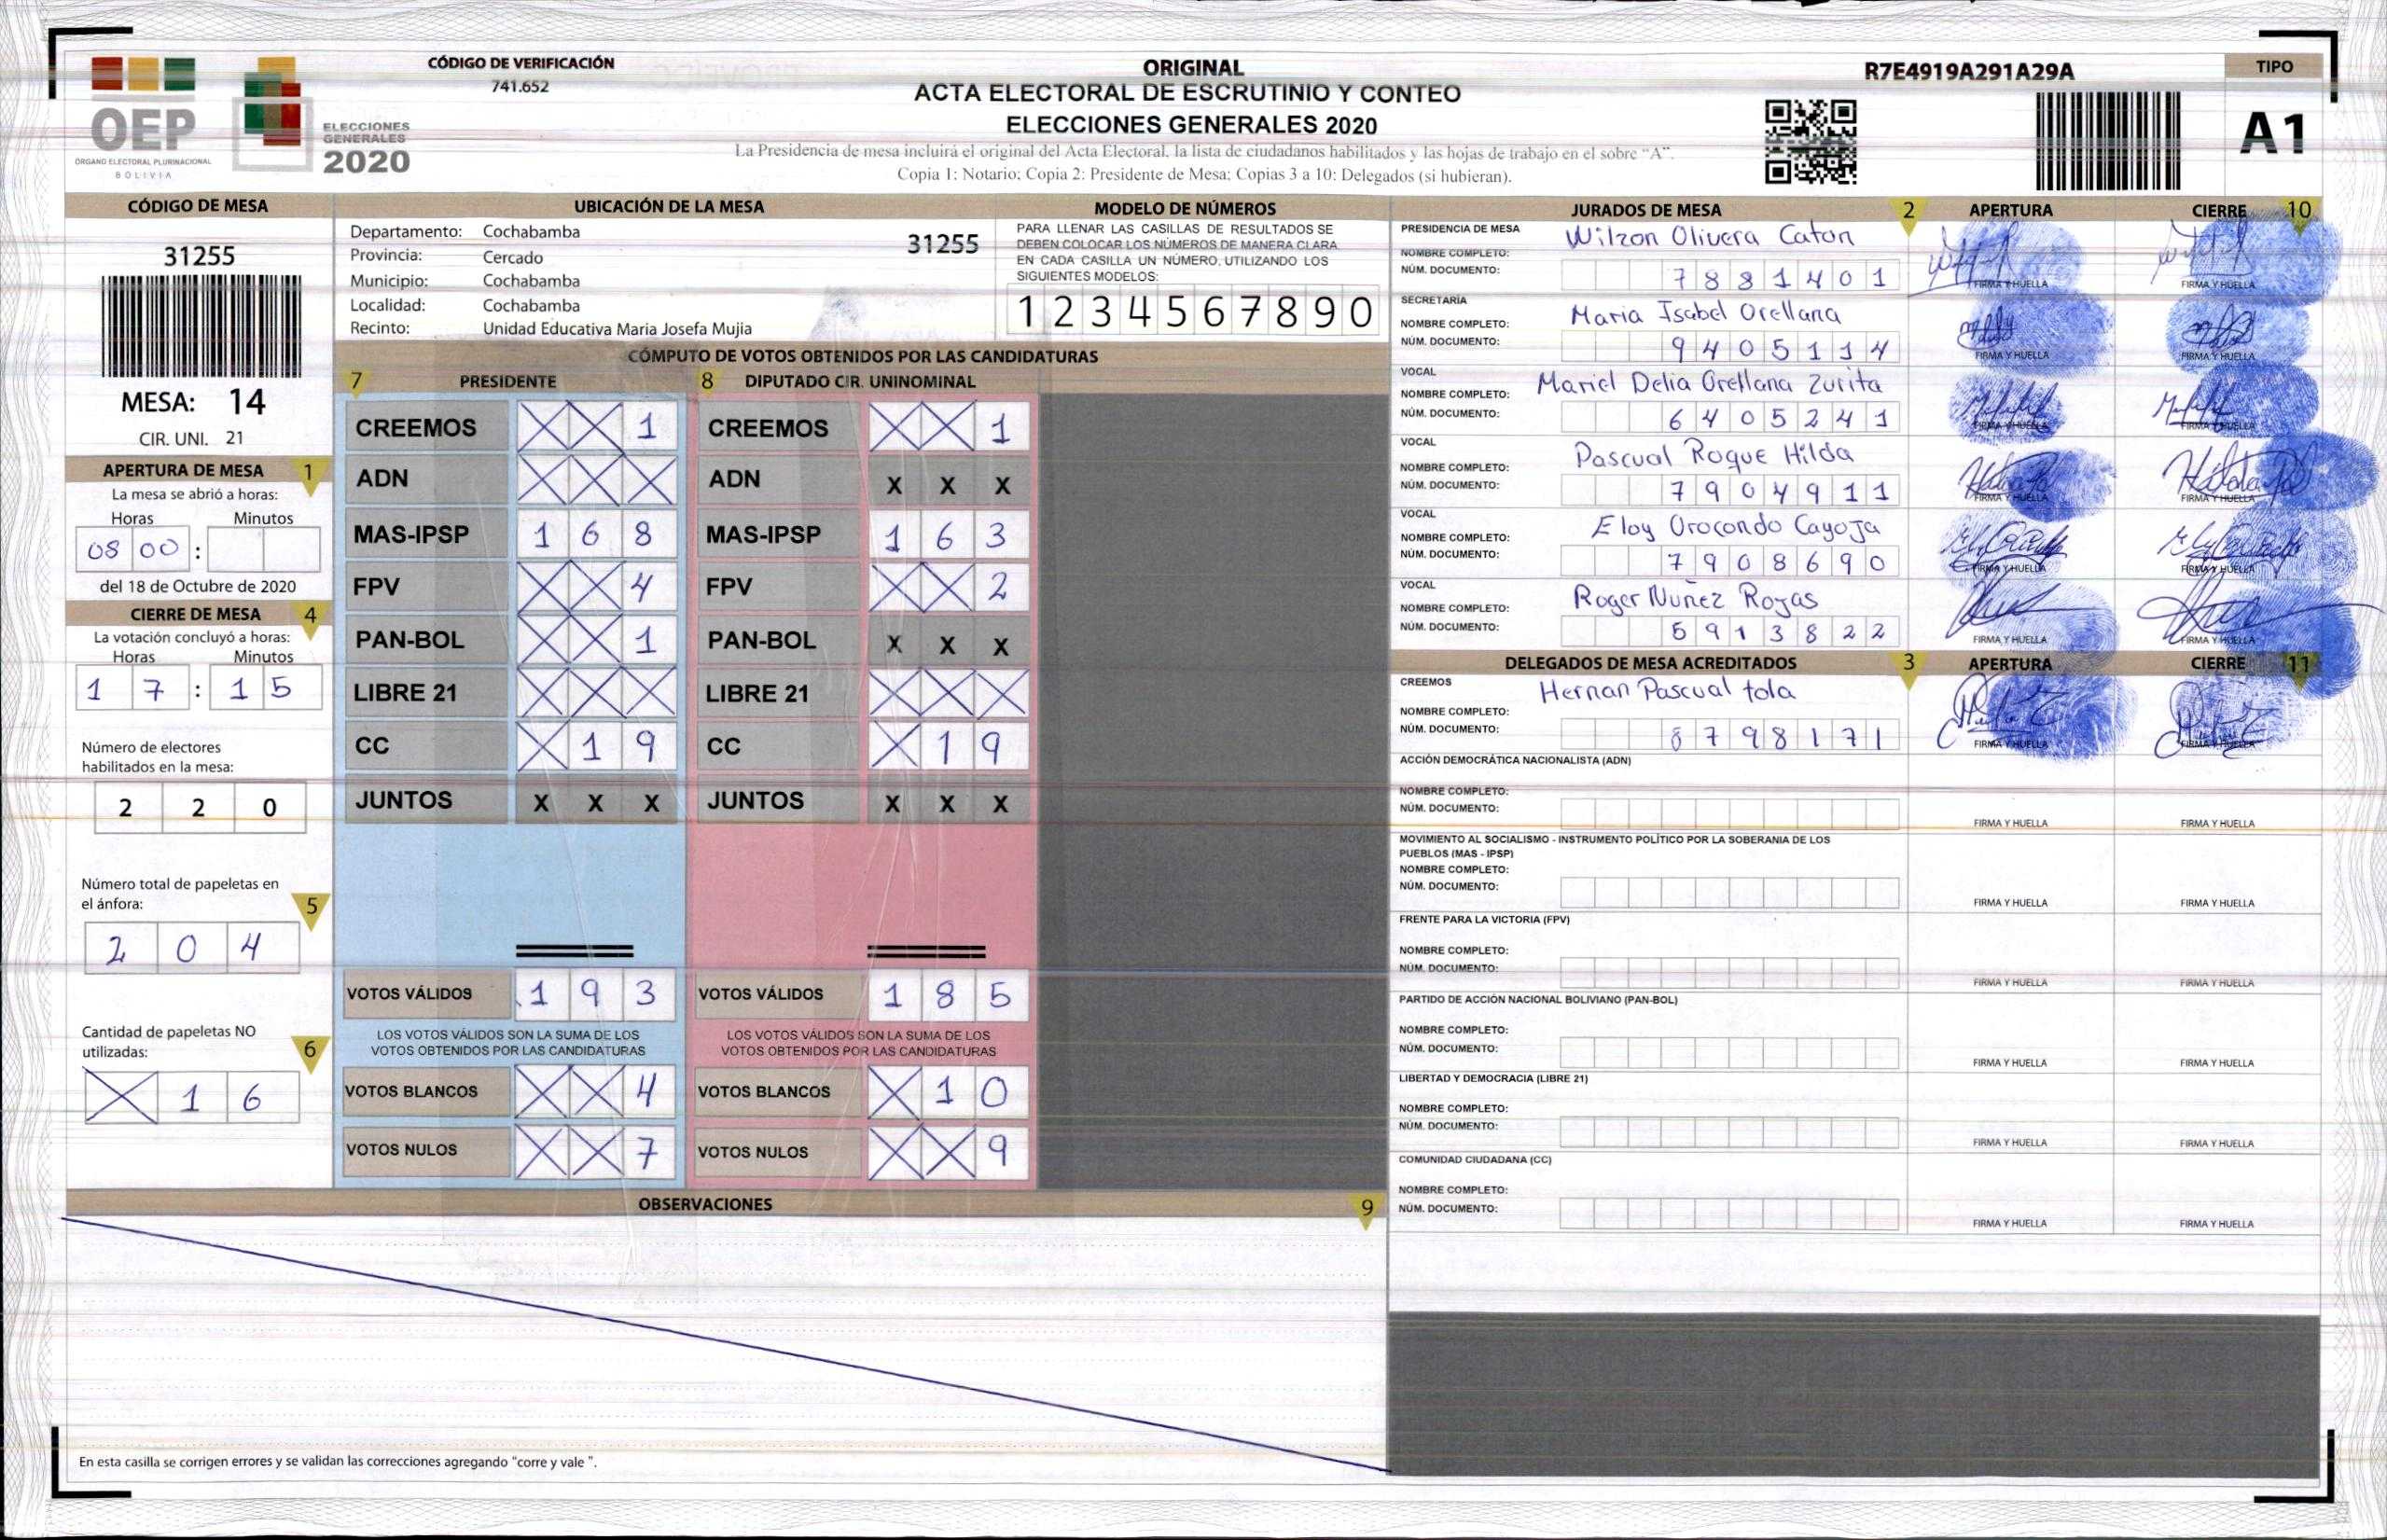 CÓDIGO DE VERIFICACIÓN
741.652
OEP
ÓRGANO ELECTORAL PLURINACIONAL
BOLIVIA
ELECCIONES
GENERALES
2020
ORIGINAL
ACTA ELECTORAL DE ESCRUTINIO Y CONTEO
ELECCIONES GENERALES 2020
La Presidencia de mesa incluirá el original del Acta Electoral, la lista de ciudadanos habilitados y las hojas de trabajo en el sobre "A".
Copia 1: Notario; Copia 2: Presidente de Mesa; Copias 3 a 10: Delegados (si hubieran).
R7E4919A291A29A
TIPO
A1
CÓDIGO DE MESA
31255
MESA: 14
CIR. UNI. 21
APERTURA DE MESA 1
La mesa se abrió a horas:
Horas Minutos
08 00 :
del 18 de Octubre de 2020
CIERRE DE MESA 4
La votación concluyó a horas:
Horas Minutos
1 7 : 1 5
Número de electores
habilitados en la mesa:
2 2 0
Número total de papeletas en
el ánfora: 5
2 0 4
Cantidad de papeletas NO
utilizadas: 6
X 1 6
UBICACIÓN DE LA MESA
Departamento: Cochabamba
Provincia: Cercado
Municipio: Cochabamba
Localidad: Cochabamba
Recinto: Unidad Educativa Maria Josefa Mujia
31255
MODELO DE NÚMEROS
PARA LLENAR LAS CASILLAS DE RESULTADOS SE
DEBEN COLOCAR LOS NÚMEROS DE MANERA CLARA
EN CADA CASILLA UN NÚMERO, UTILIZANDO LOS
SIGUIENTES MODELOS:
1 2 3 4 5 6 7 8 9 0
CÓMPUTO DE VOTOS OBTENIDOS POR LAS CANDIDATURAS
7 PRESIDENTE 8 DIPUTADO CIR. UNINOMINAL
CREEMOS X X 1 CREEMOS X X 1
ADN X X X ADN X X X
MAS-IPSP 1 6 8 MAS-IPSP 1 6 3
FPV X X 4 FPV X X 2
PAN-BOL X X 1 PAN-BOL X X X
LIBRE 21 X X X LIBRE 21 X X X
CC X 1 9 CC X 1 9
JUNTOS X X X JUNTOS X X X
VOTOS VÁLIDOS 1 9 3 VOTOS VÁLIDOS 1 8 5
LOS VOTOS VÁLIDOS SON LA SUMA DE LOS LOS VOTOS VÁLIDOS SON LA SUMA DE LOS
VOTOS OBTENIDOS POR LAS CANDIDATURAS VOTOS OBTENIDOS POR LAS CANDIDATURAS
VOTOS BLANCOS X X 4 VOTOS BLANCOS X 1 0
VOTOS NULOS X X 7 VOTOS NULOS X X 9
OBSERVACIONES 9
En esta casilla se corrigen errores y se validan las correcciones agregando "corre y vale ".
JURADOS DE MESA 2 APERTURA CIERRE 10
PRESIDENCIA DE MESA
NOMBRE COMPLETO: Wilzon Olivera Caton
NÚM. DOCUMENTO: 7 8 8 1 4 0 1 FIRMA Y HUELLA FIRMA Y HUELLA
SECRETARÍA
NOMBRE COMPLETO: Maria Isabel Orellana
NÚM. DOCUMENTO: 9 4 0 5 1 1 4 FIRMA Y HUELLA FIRMA Y HUELLA
VOCAL
NOMBRE COMPLETO: Mariel Delia Orellana Zurita
NÚM. DOCUMENTO: 6 4 0 5 2 4 1 FIRMA Y HUELLA FIRMA Y HUELLA
VOCAL
NOMBRE COMPLETO: Pascual Roque Hilda
NÚM. DOCUMENTO: 7 9 0 4 9 1 1 FIRMA Y HUELLA FIRMA Y HUELLA
VOCAL
NOMBRE COMPLETO: Eloy Orocondo Cayoja
NÚM. DOCUMENTO: 7 9 0 8 6 9 0 FIRMA Y HUELLA FIRMA Y HUELLA
VOCAL
NOMBRE COMPLETO: Roger Nuñez Rojas
NÚM. DOCUMENTO: 5 9 1 3 8 2 2 FIRMA Y HUELLA FIRMA Y HUELLA
DELEGADOS DE MESA ACREDITADOS 3 APERTURA CIERRE 11
CREEMOS
NOMBRE COMPLETO: Hernan Pascual tola
NÚM. DOCUMENTO: 8 7 9 8 1 7 1 FIRMA Y HUELLA FIRMA Y HUELLA
ACCIÓN DEMOCRÁTICA NACIONALISTA (ADN)
NOMBRE COMPLETO:
NÚM. DOCUMENTO: FIRMA Y HUELLA FIRMA Y HUELLA
MOVIMIENTO AL SOCIALISMO - INSTRUMENTO POLÍTICO POR LA SOBERANIA DE LOS
PUEBLOS (MAS - IPSP)
NOMBRE COMPLETO:
NÚM. DOCUMENTO: FIRMA Y HUELLA FIRMA Y HUELLA
FRENTE PARA LA VICTORIA (FPV)
NOMBRE COMPLETO:
NÚM. DOCUMENTO: FIRMA Y HUELLA FIRMA Y HUELLA
PARTIDO DE ACCIÓN NACIONAL BOLIVIANO (PAN-BOL)
NOMBRE COMPLETO:
NÚM. DOCUMENTO: FIRMA Y HUELLA FIRMA Y HUELLA
LIBERTAD Y DEMOCRACIA (LIBRE 21)
NOMBRE COMPLETO:
NÚM. DOCUMENTO: FIRMA Y HUELLA FIRMA Y HUELLA
COMUNIDAD CIUDADANA (CC)
NOMBRE COMPLETO:
NÚM. DOCUMENTO: FIRMA Y HUELLA FIRMA Y HUELLA